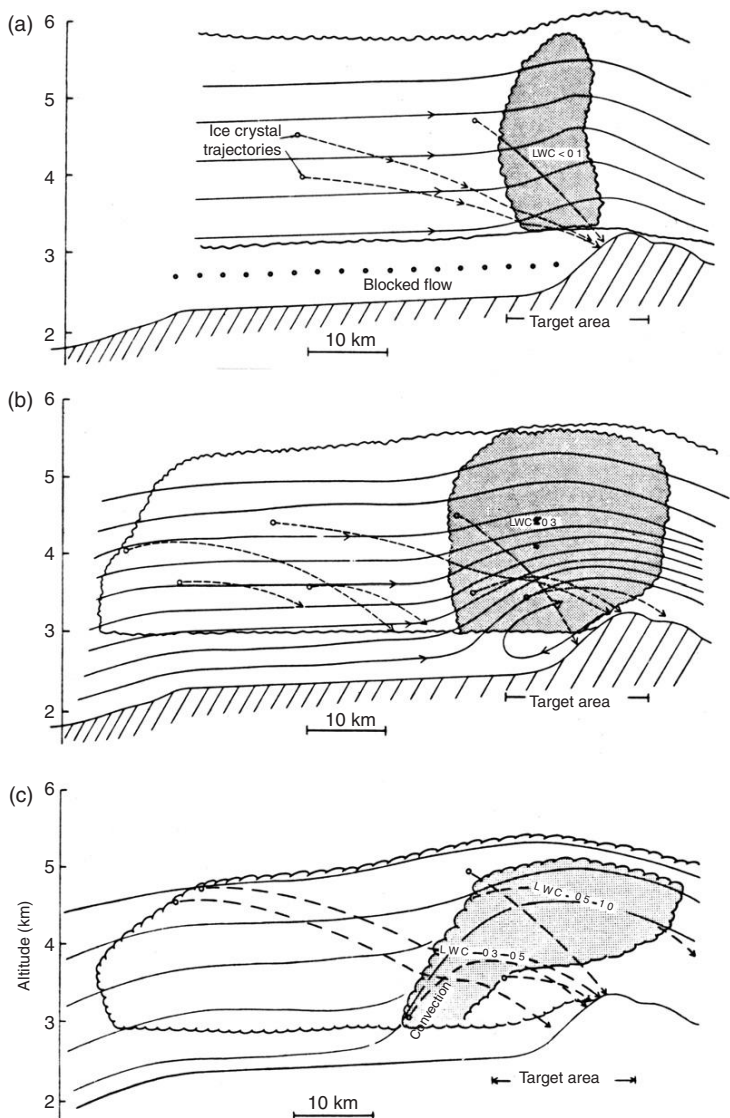 (a)
6
5
4
3
2
Ice crystal
trajectories
LWC < 0 1
Blocked flow
Target area
10 km
(b)
6
5
4
3
2
Target area
10 km
(c)
6
5
4
3
2
Altitude (km)
LWC - 0 5 - 1 0
LWC - 0 3 - 0 5
Convection
Target area
10 km